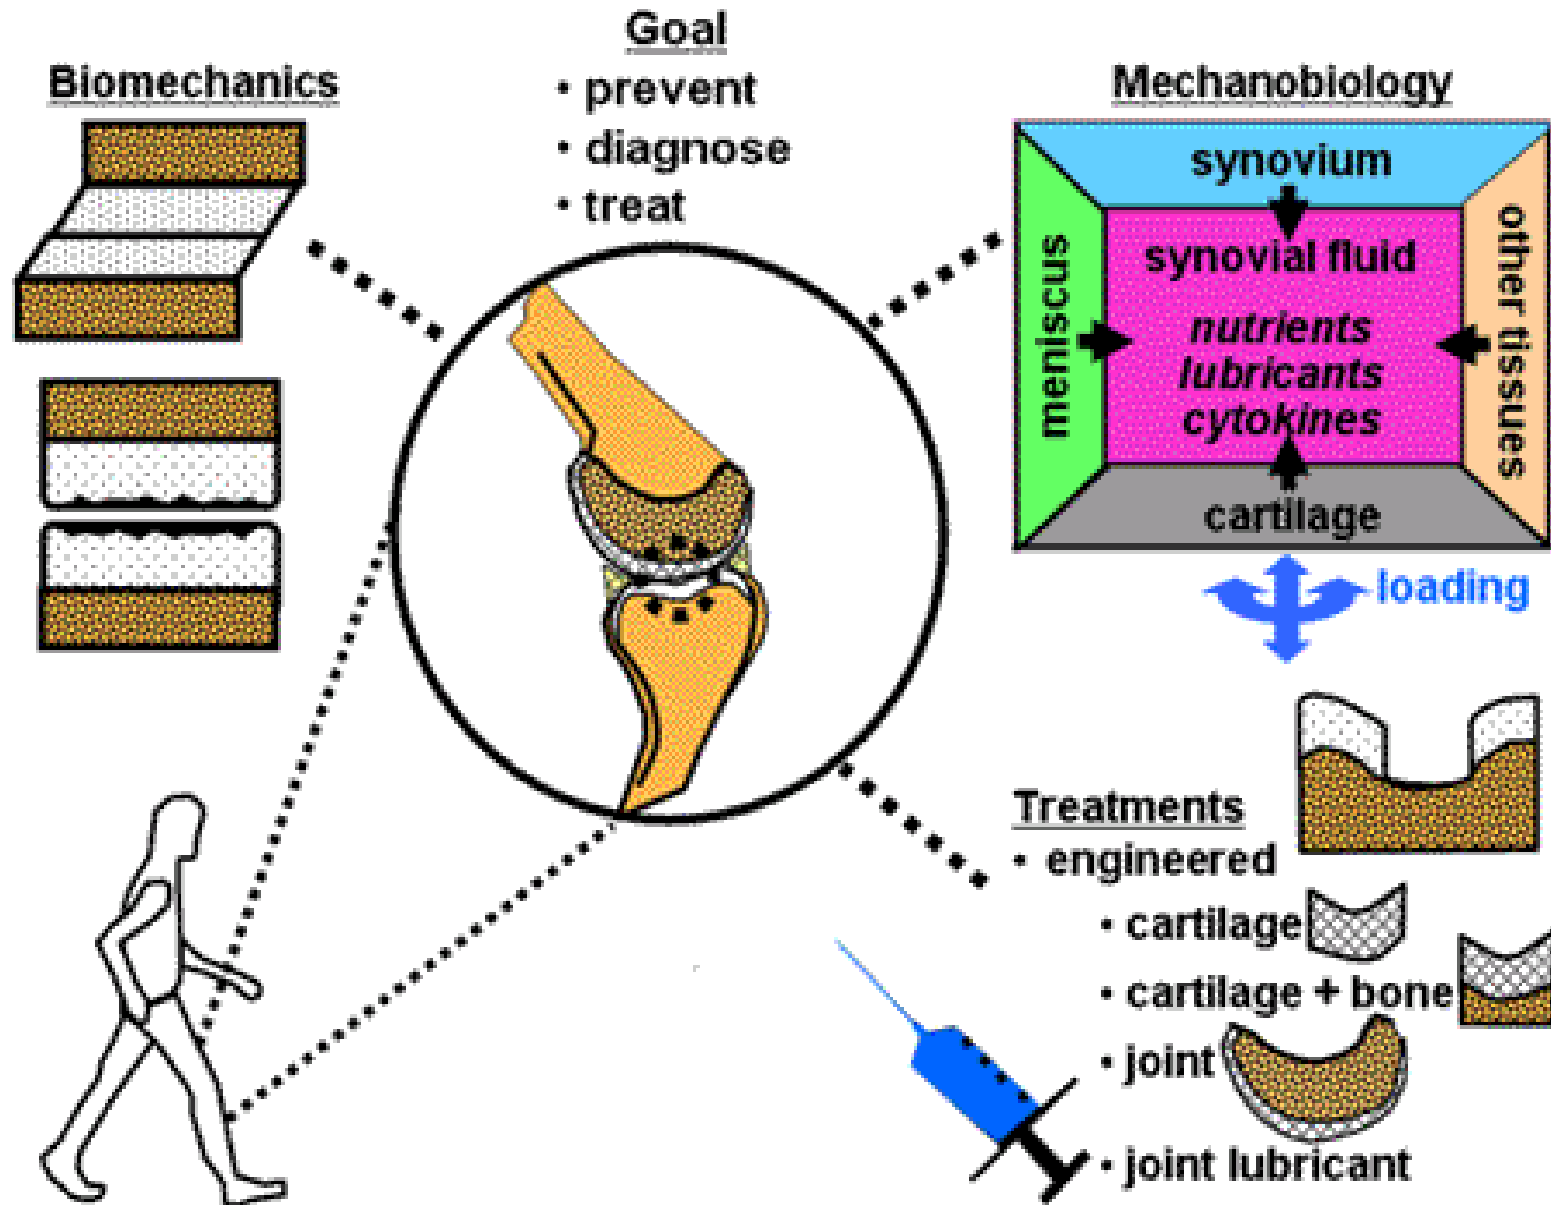 Goal
• prevent
• diagnose
• treat
Biomechanics
Mechanobiology
synovium
synovial fluid
nutrients
lubricants
cytokines
meniscus
other tissues
cartilage
loading
Treatments
• engineered
• cartilage
• cartilage + bone
• joint
• joint lubricant